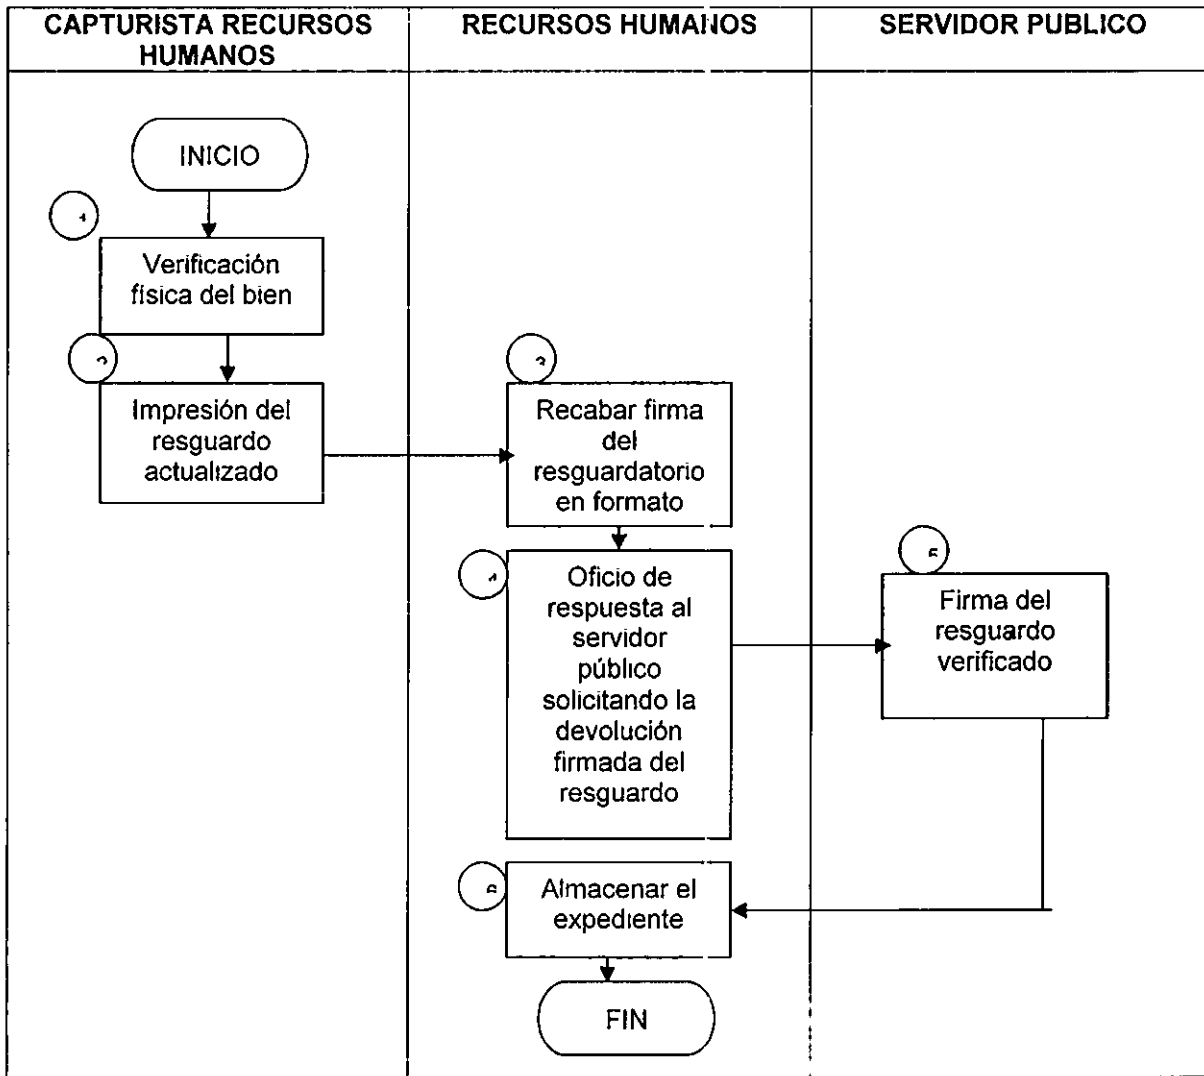 CAPTURISTA RECURSOS
HUMANOS
RECURSOS HUMANOS
SERVIDOR PUBLICO
INICIO
Verificación
física del bien
Impresión del
resguardo
actualizado
Recabar firma
del
resguardatorio
en formato
Oficio de
respuesta al
servidor
público
solicitando la
devolución
firmada del
resguardo
Firma del
resguardo
verificado
Almacenar el
expediente
FIN